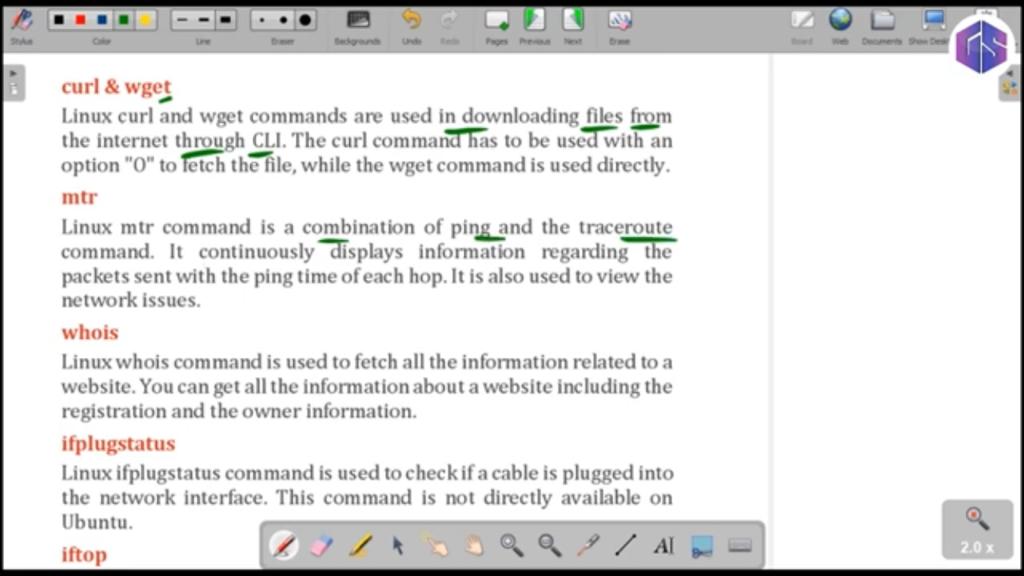 Stylus
Color
Line
Eraser
Backgrounds
Undo
Redo
Pages
Previous
Next
Erase
Board
Web
Documents
curl & wget
Linux curl and wget commands are used in downloading files from
the internet through CLI. The curl command has to be used with an
option "O" to fetch the file, while the wget command is used directly.
mtr
Linux mtr command is a combination of ping and the traceroute
command. It continuously displays information regarding the
packets sent with the ping time of each hop. It is also used to view the
network issues.
whois
Linux whois command is used to fetch all the information related to a
website. You can get all the information about a website including the
registration and the owner information.
ifplugstatus
Linux ifplugstatus command is used to check if a cable is plugged into
the network interface. This command is not directly available on
Ubuntu.
iftop
2.0 x